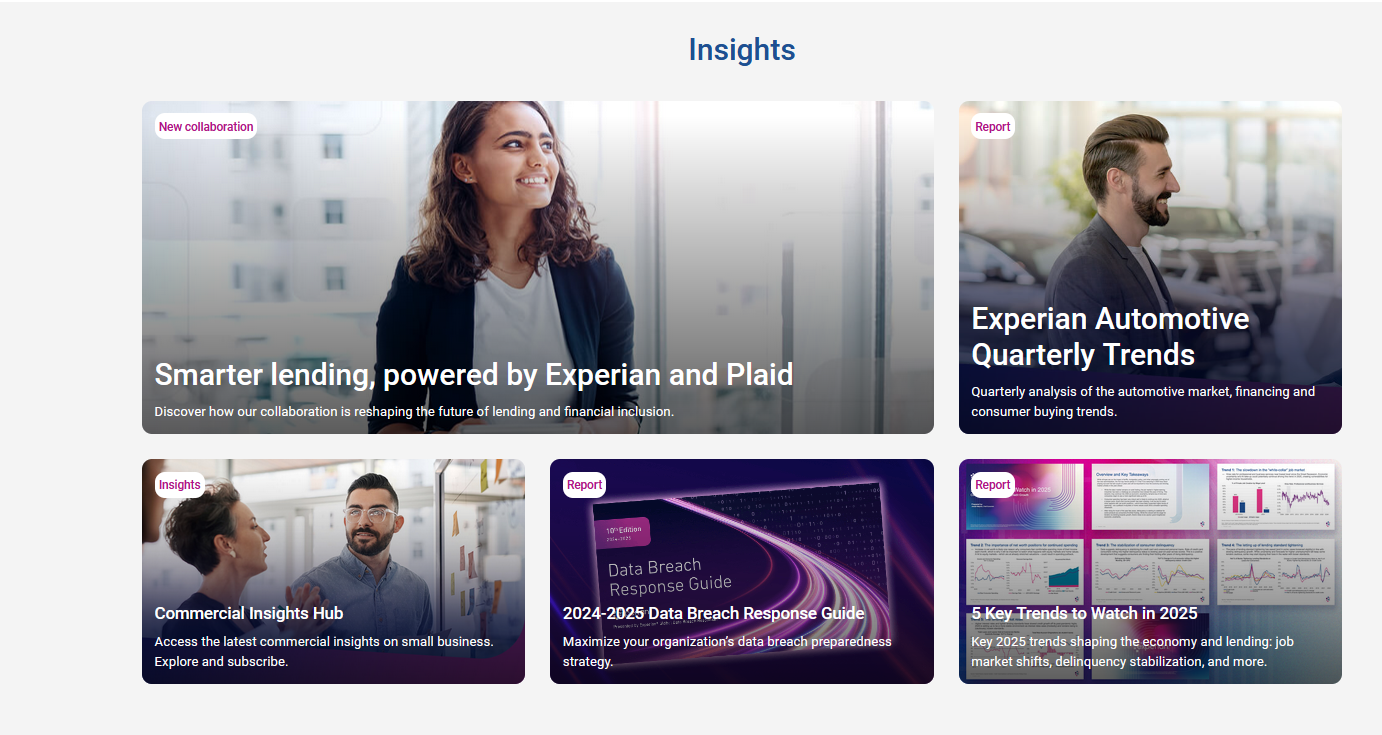 Insights
New collaboration
Smarter lending, powered by Experian and Plaid
Discover how our collaboration is reshaping the future of lending and financial inclusion.
Report
Experian Automotive
Quarterly Trends
Quarterly analysis of the automotive market, financing and
consumer buying trends.
Insights
Commercial Insights Hub
Access the latest commercial insights on small business.
Explore and subscribe.
Report
10th Edition
2024-2025
Data Breach
Response Guide
2024-2025 Data Breach Response Guide
Maximize your organization's data breach preparedness
strategy.
Report
Watch in 2025
Overview and Key Takeaways
5 Key Trends to Watch in 2025
Key 2025 trends shaping the economy and lending: job
market shifts, delinquency stabilization, and more.